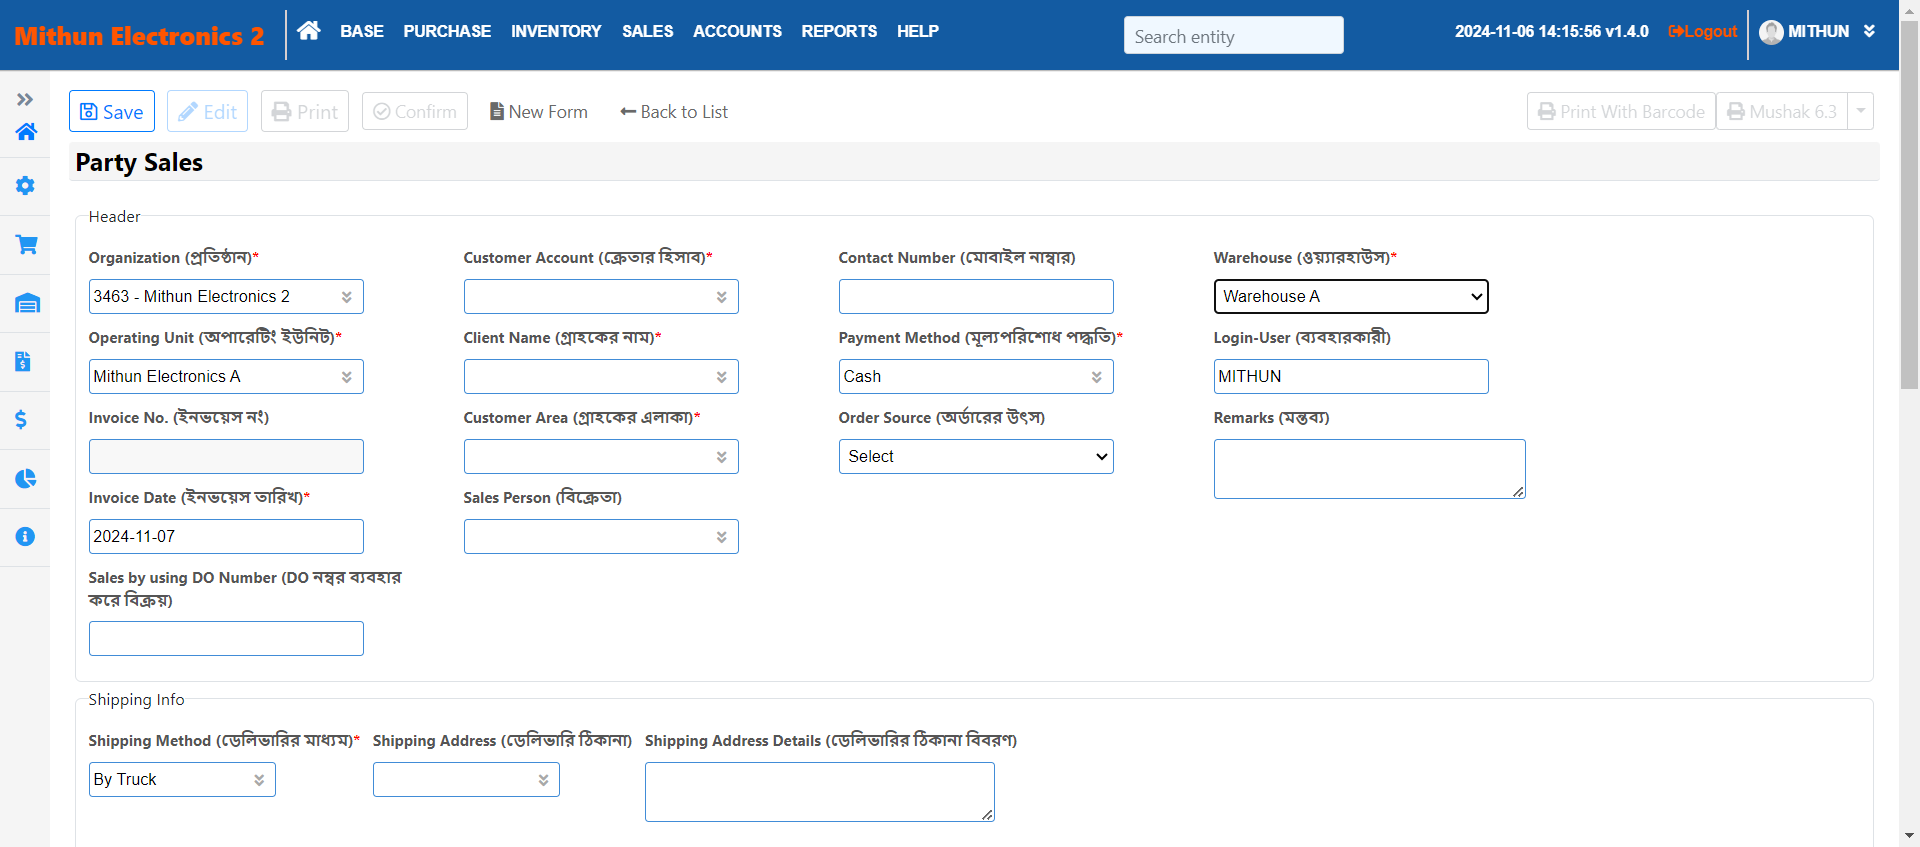 Mithun Electronics 2
BASE PURCHASE INVENTORY SALES ACCOUNTS REPORTS HELP
Search entity
2024-11-06 14:15:56 v1.4.0 Logout MITHUN
Save Edit Print Confirm New Form Back to List Print With Barcode Mushak 6.3
Party Sales
Header
Organization (প্রতিষ্ঠান)* Customer Account (ক্রেতার হিসাব)* Contact Number (মোবাইল নাম্বার) Warehouse (ওয়্যারহাউস)*
3463 - Mithun Electronics 2 Warehouse A
Operating Unit (অপারেটিং ইউনিট)* Client Name (গ্রাহকের নাম)* Payment Method (মূল্যপরিশোধ পদ্ধতি)* Login-User (ব্যবহারকারী)
Mithun Electronics A Cash MITHUN
Invoice No. (ইনভয়েস নং) Customer Area (গ্রাহকের এলাকা)* Order Source (অর্ডারের উৎস) Remarks (মন্তব্য)
Select
Invoice Date (ইনভয়েস তারিখ)* Sales Person (বিক্রেতা)
2024-11-07
Sales by using DO Number (DO নম্বর ব্যবহার
করে বিক্রয়)
Shipping Info
Shipping Method (ডেলিভারির মাধ্যম)* Shipping Address (ডেলিভারি ঠিকানা) Shipping Address Details (ডেলিভারির ঠিকানা বিবরণ)
By Truck